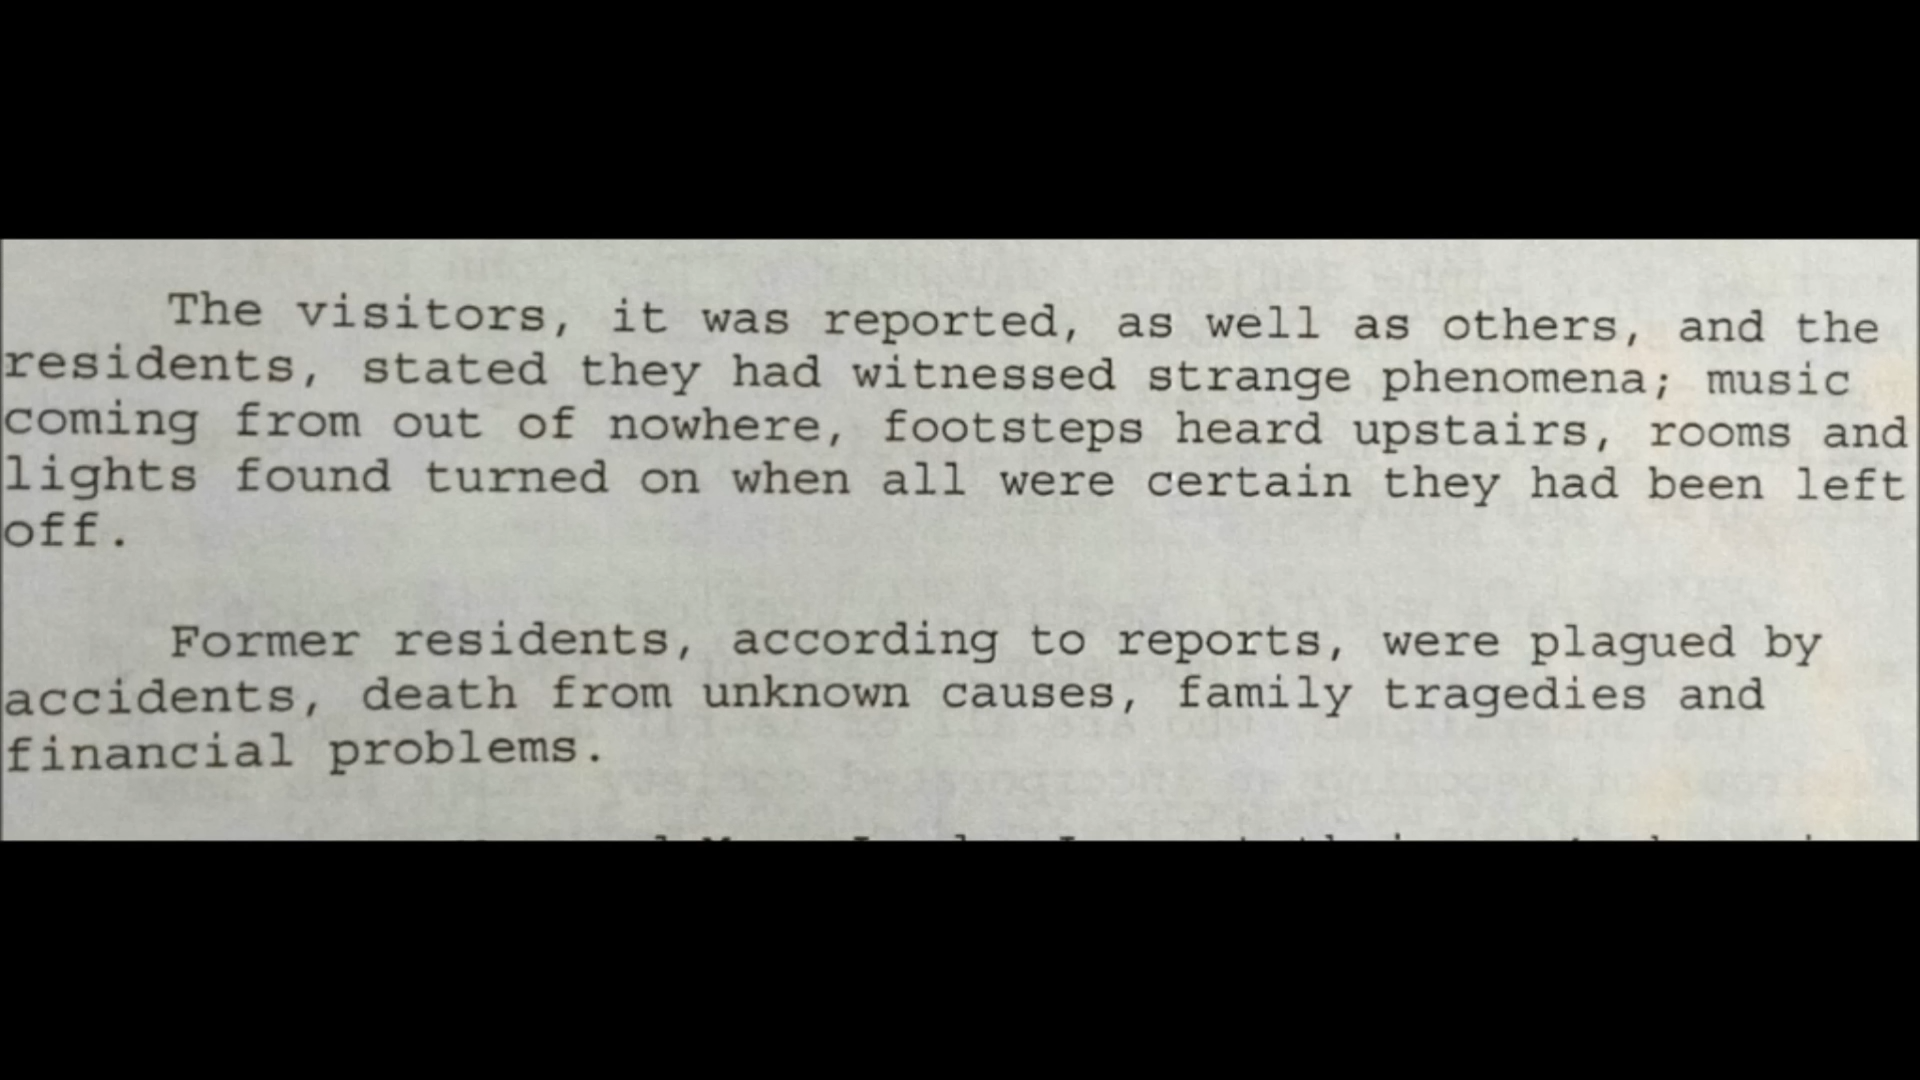 The visitors, it was reported, as well as others, and the
residents, stated they had witnessed strange phenomena; music
coming from out of nowhere, footsteps heard upstairs, rooms and
lights found turned on when all were certain they had been left
off.
Former residents, according to reports, were plagued by
accidents, death from unknown causes, family tragedies and
financial problems.